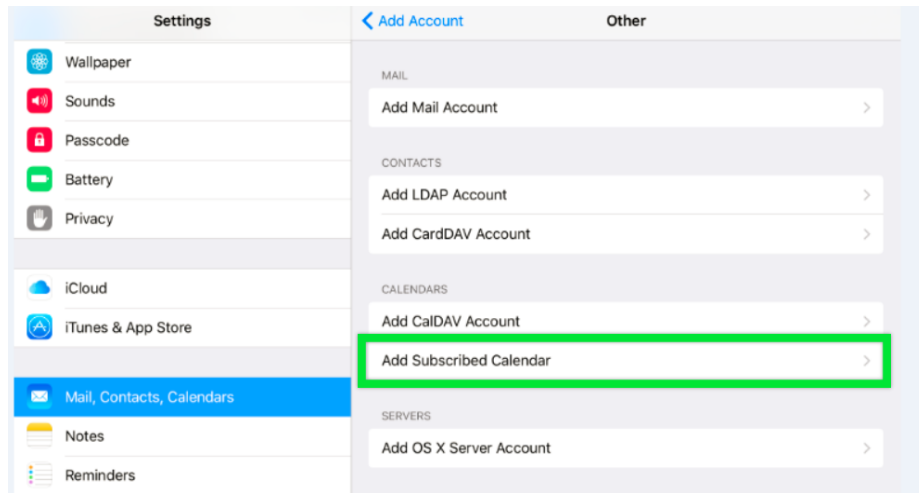 Settings
Wallpaper
Sounds
Passcode
Battery
Privacy
iCloud
iTunes & App Store
Mail, Contacts, Calendars
Notes
Reminders
Add Account
Other
MAIL
Add Mail Account
CONTACTS
Add LDAP Account
Add CardDAV Account
CALENDARS
Add CalDAV Account
Add Subscribed Calendar
SERVERS
Add OS X Server Account